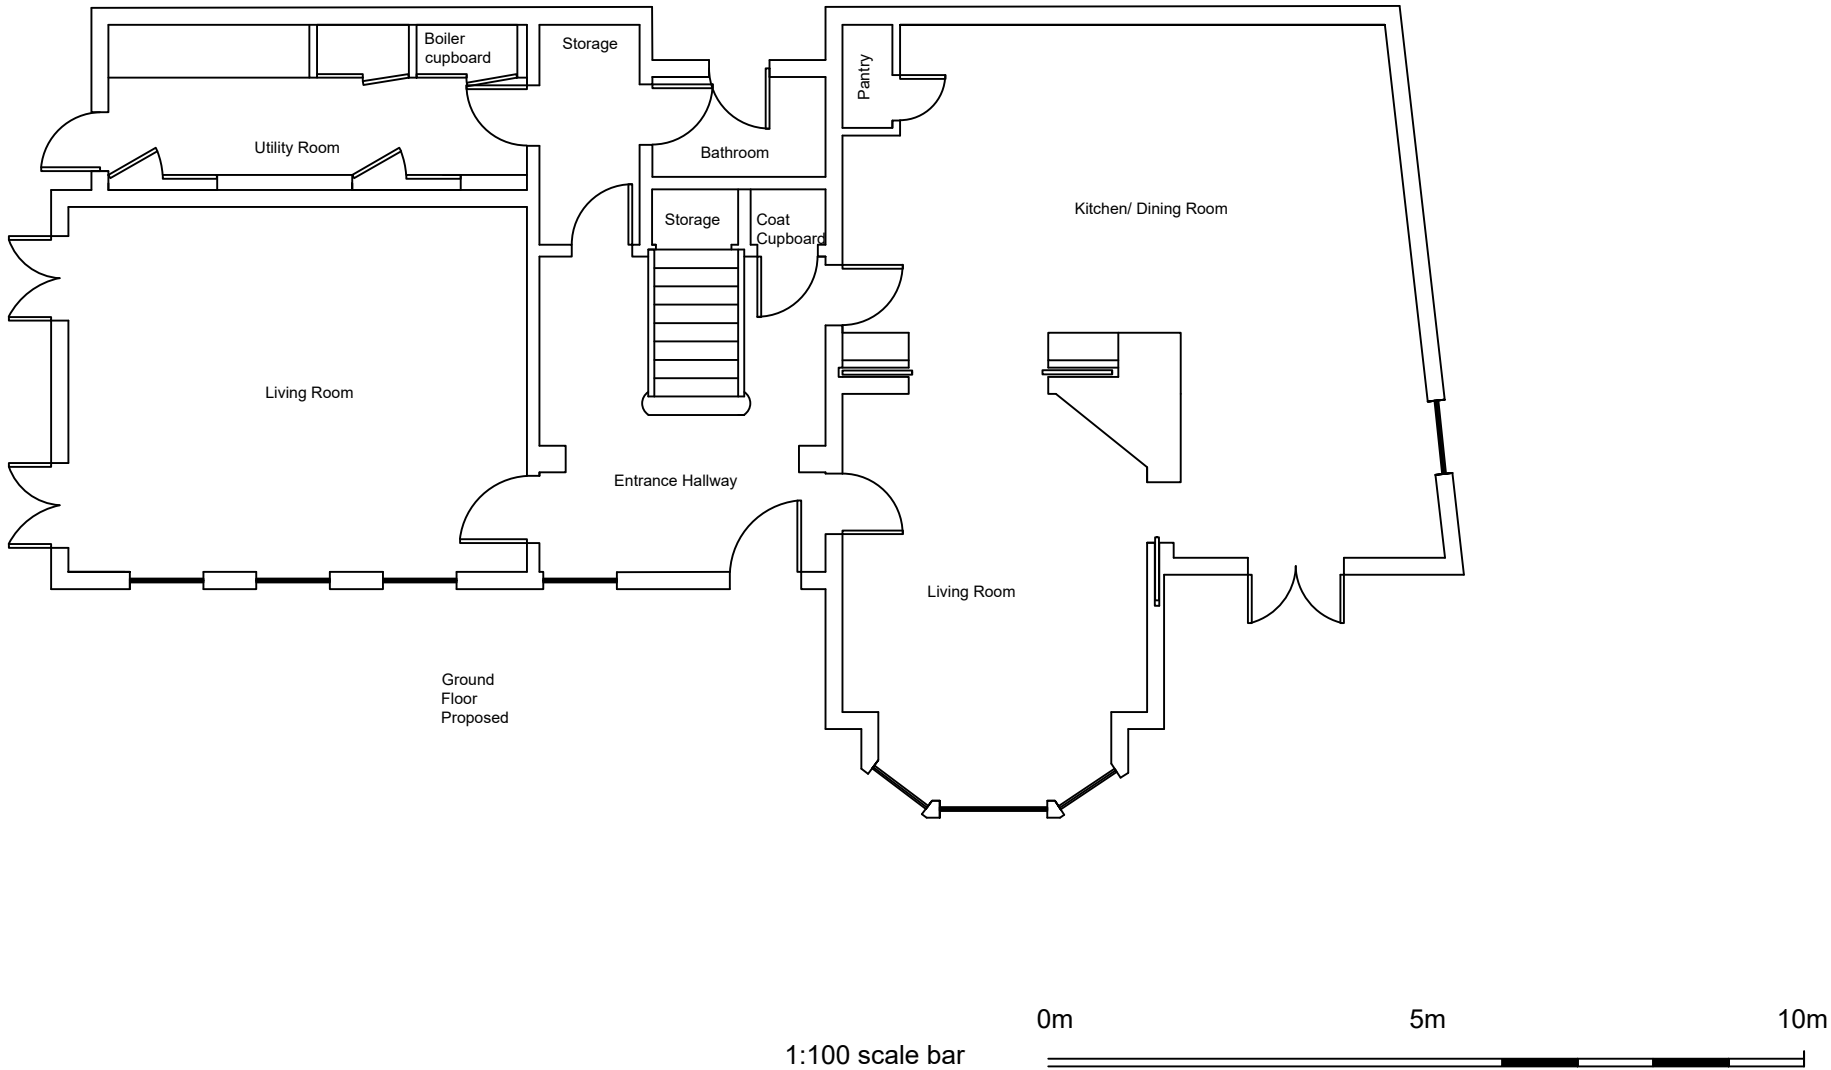 Boiler
cupboard
Storage
Pantry
Utility Room
Bathroom
Kitchen/ Dining Room
Storage
Coat
Cupboard
Living Room
Entrance Hallway
Living Room
Ground
Floor
Proposed
0m 5m 10m
1:100 scale bar